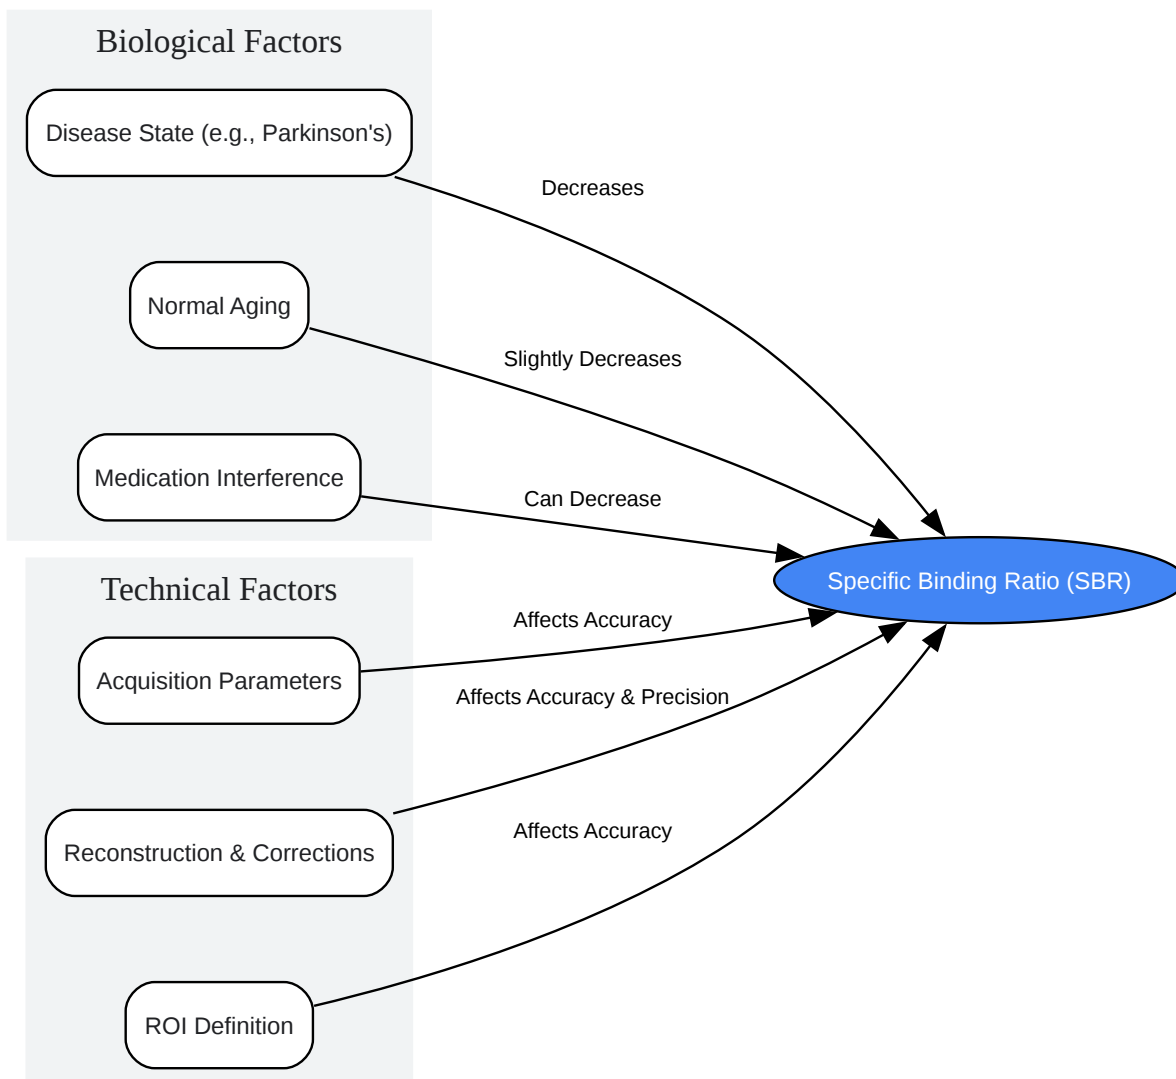 Biological Factors
Disease State (e.g., Parkinson's)
Decreases
Normal Aging
Slightly Decreases
Medication Interference
Can Decrease
Specific Binding Ratio (SBR)
Technical Factors
Affects Accuracy
Acquisition Parameters
Affects Accuracy & Precision
Reconstruction & Corrections
Affects Accuracy
ROI Definition